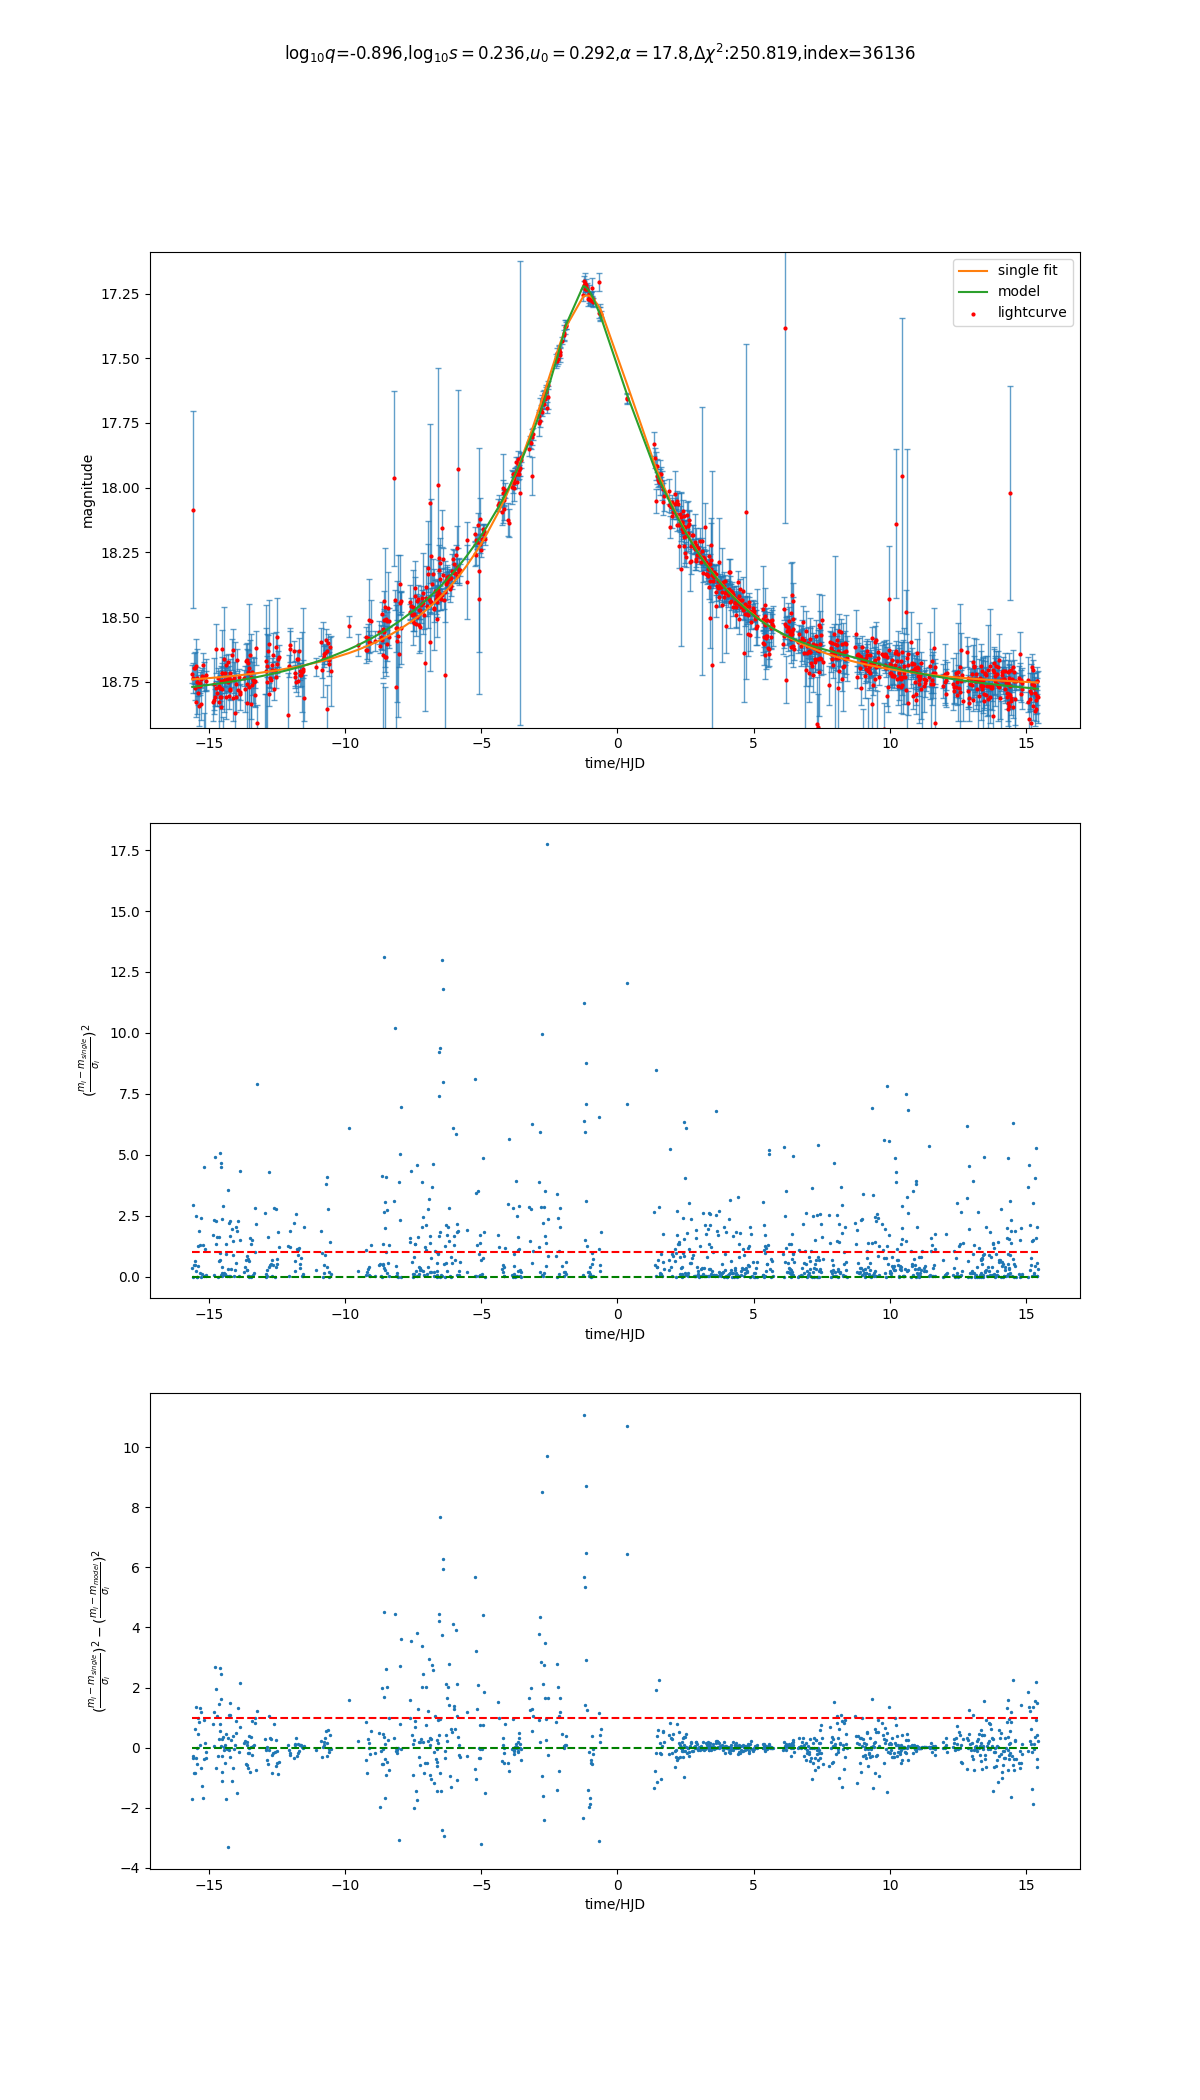 log₁₀q=-0.896,log₁₀s = 0.236,u₀ = 0.292,α = 17.8,Δχ²:250.819,index=36136
single fit
model
lightcurve
magnitude
17.25
17.50
17.75
18.00
18.25
18.50
18.75
−15 −10 −5 0 5 10 15
time/HJD
(mᵢ − m_single / σᵢ)²
17.5
15.0
12.5
10.0
7.5
5.0
2.5
0.0
−15 −10 −5 0 5 10 15
time/HJD
(mᵢ − m_single / σᵢ)² − (mᵢ − m_model / σᵢ)²
10
8
6
4
2
0
−2
−4
−15 −10 −5 0 5 10 15
time/HJD